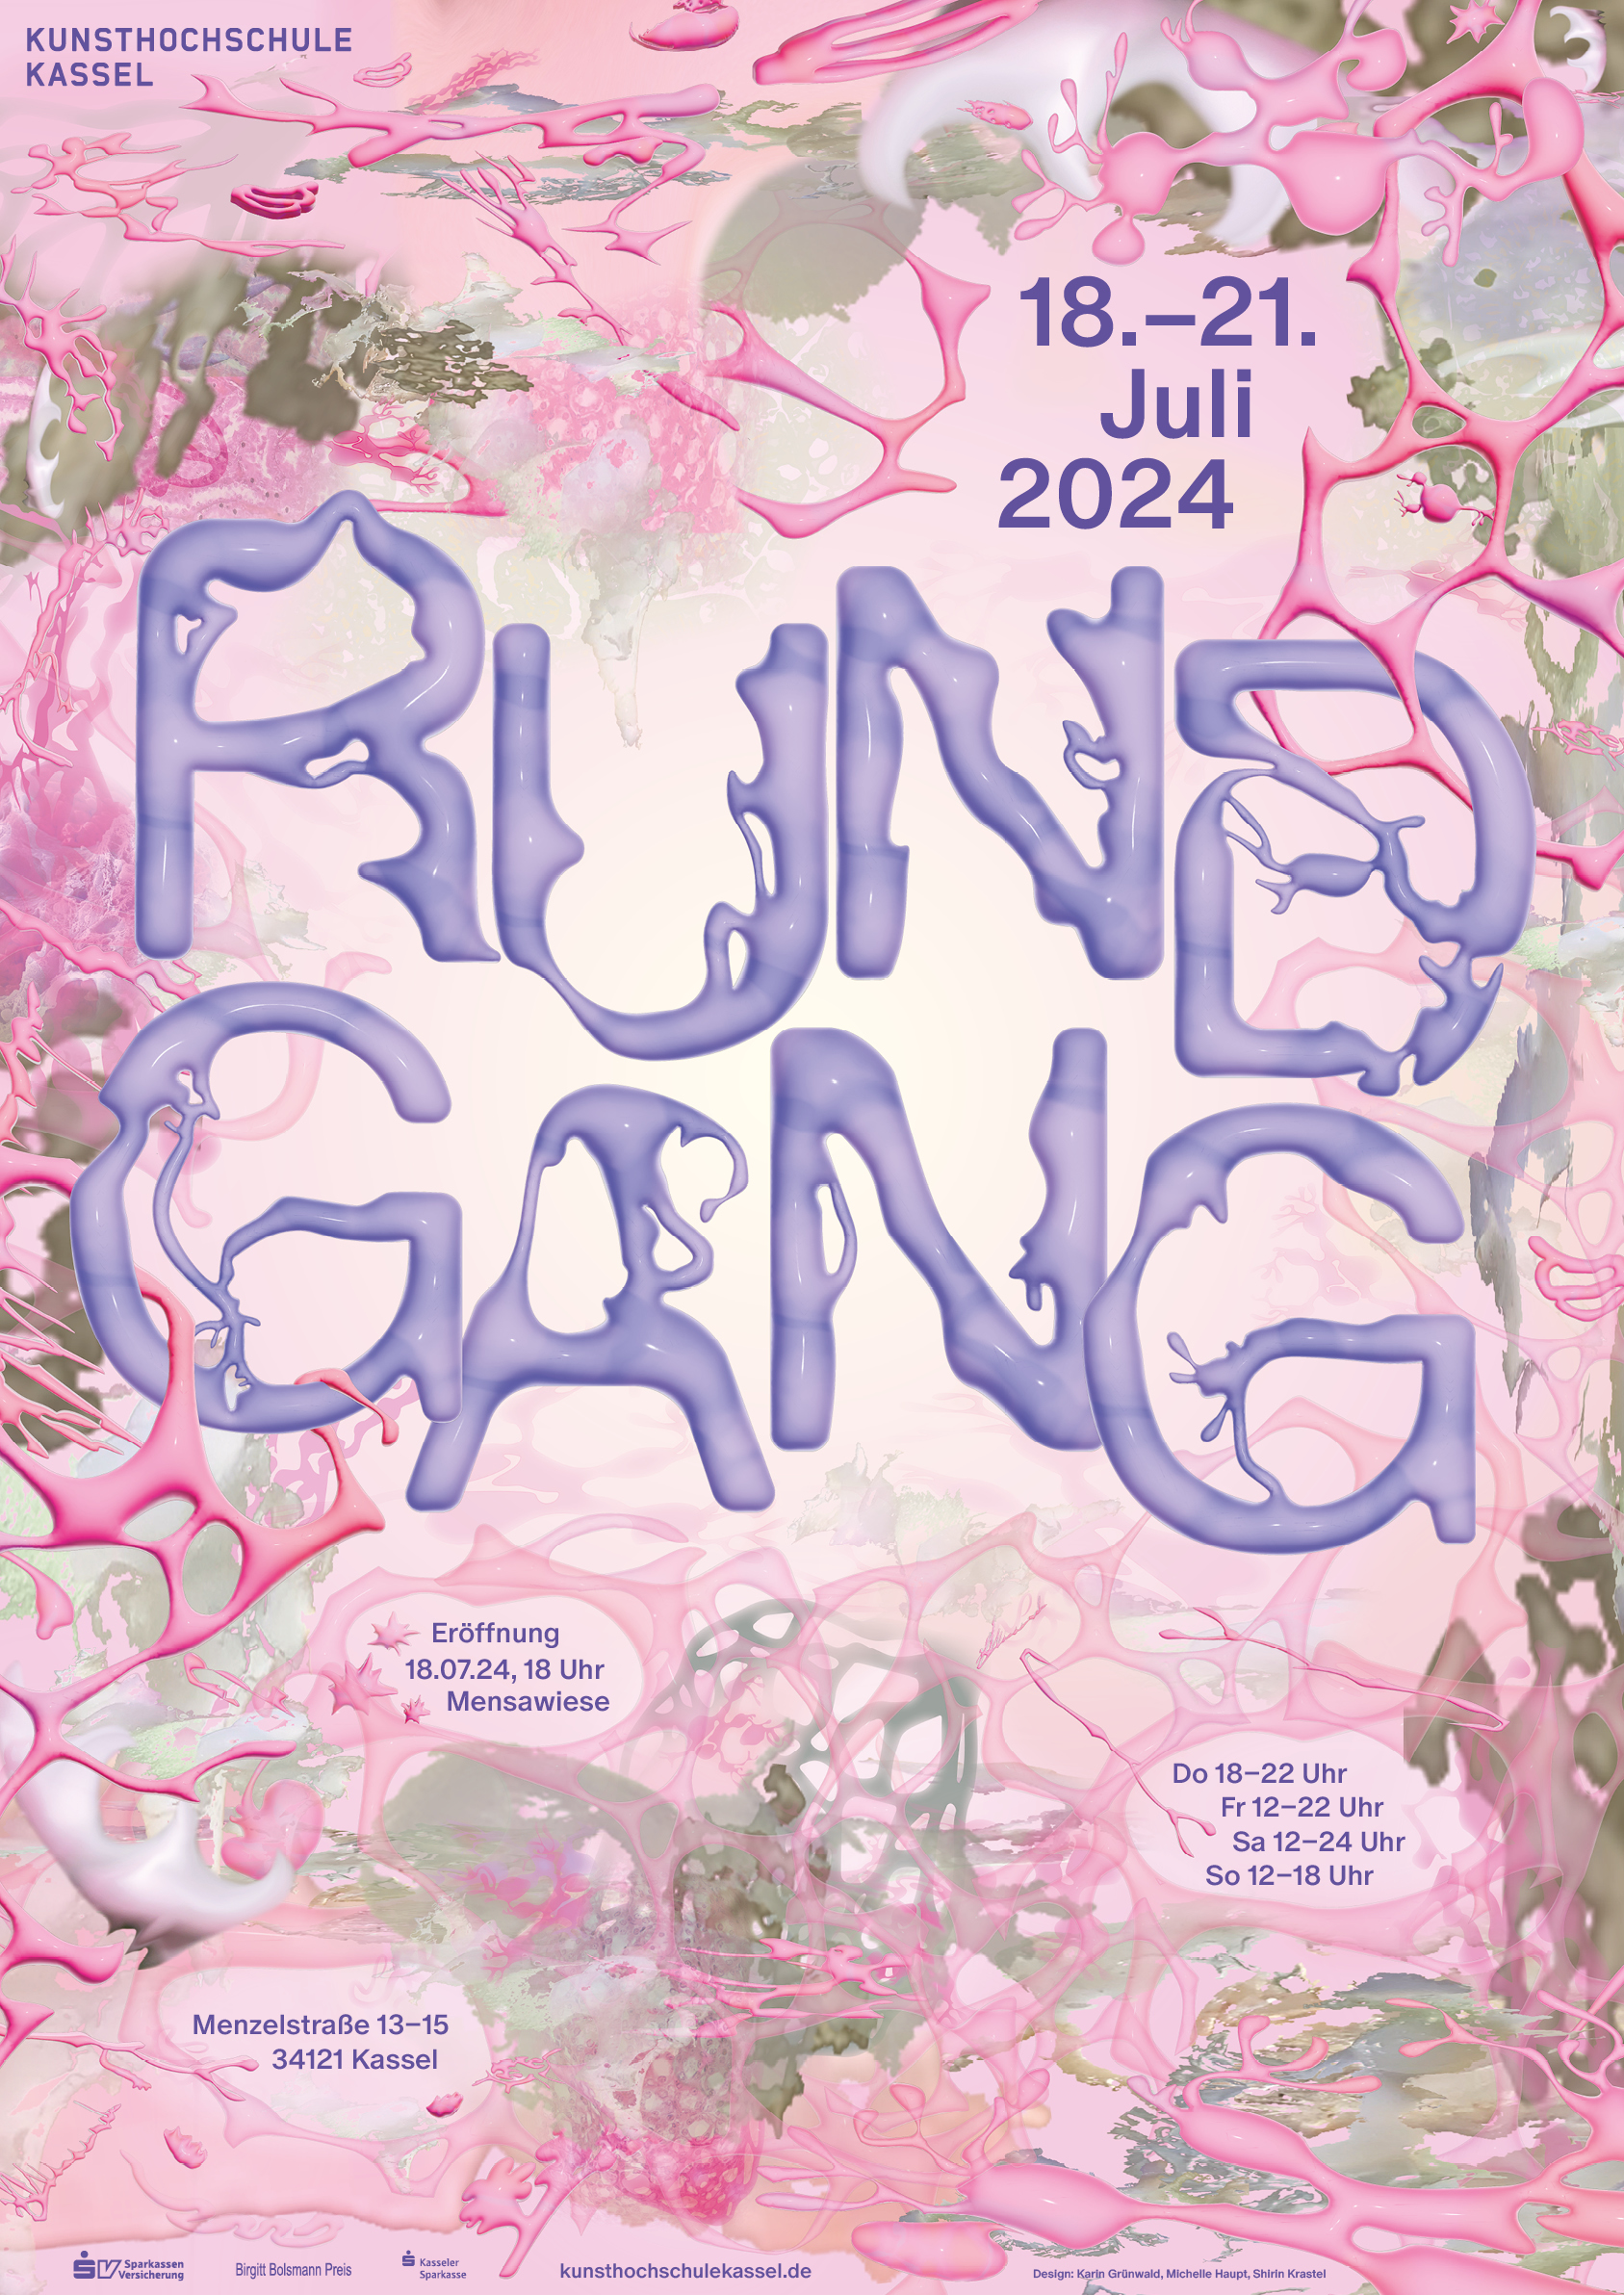 KUNSTHOCHSCHULE
KASSEL
18.–21.
Juli
2024
RUND
GANG
Eröffnung
18.07.24, 18 Uhr
Mensawiese
Do 18–22 Uhr
Fr 12–22 Uhr
Sa 12–24 Uhr
So 12–18 Uhr
Menzelstraße 13–15
34121 Kassel
SV Sparkassen
Versicherung
Birgitt Bolsmann Preis
Kasseler
Sparkasse
kunsthochschulekassel.de
Design: Karin Grünwald, Michelle Haupt, Shirin Krastel